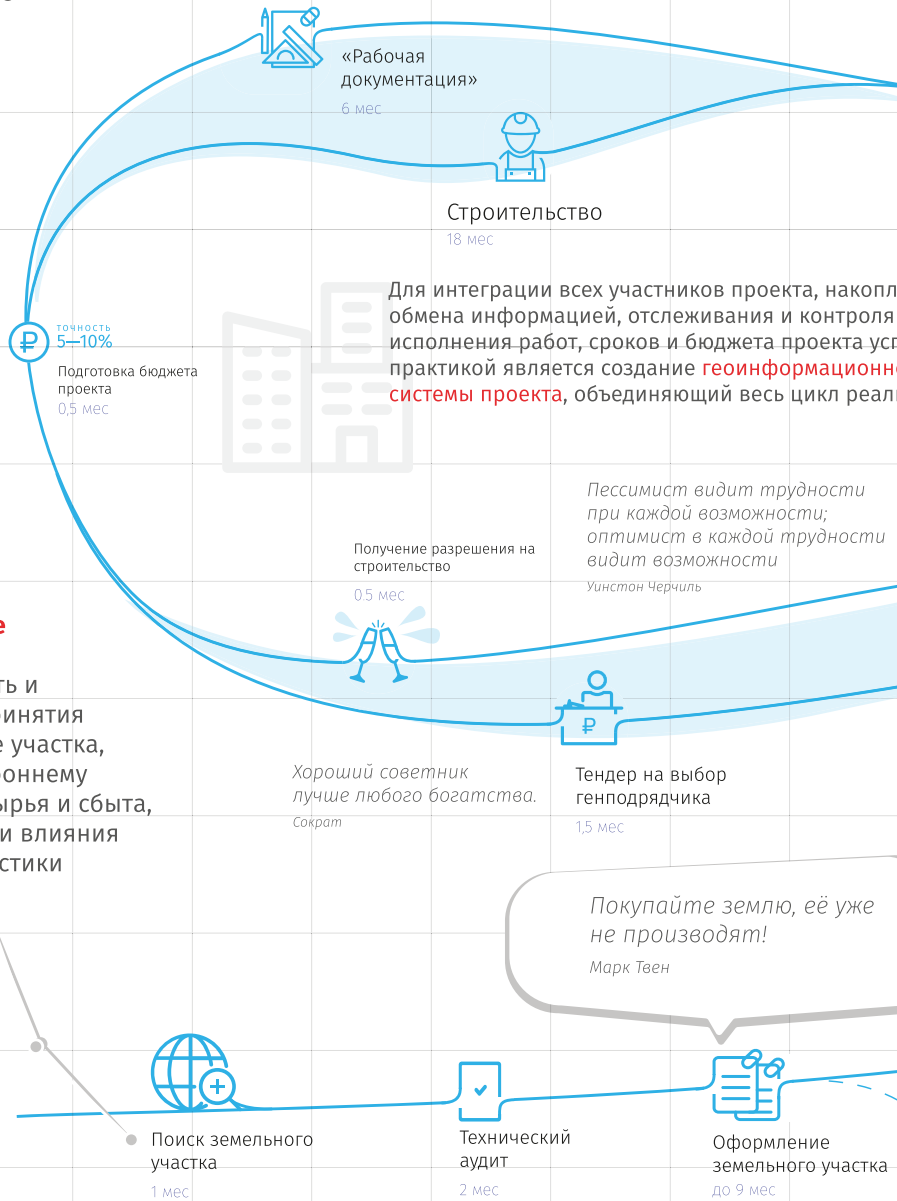 «Рабочая
документация»
6 мес
Строительство
18 мес
Для интеграции всех участников проекта, накопл
обмена информацией, отслеживания и контроля
исполнения работ, сроков и бюджета проекта усп
практикой является создание геоинформационно
системы проекта, объединяющий весь цикл реали
точность
5—10%
Подготовка бюджета
проекта
0,5 мес
Пессимист видит трудности
при каждой возможности;
оптимист в каждой трудности
видит возможности
Уинстон Черчиль
Получение разрешения на
строительство
0.5 мес
е
ть и
ринятия
е участка,
роннему
ырья и сбыта,
и влияния
стики
₽
₽
Хороший советник
лучше любого богатства.
Сократ
Тендер на выбор
генподрядчика
1,5 мес
Покупайте землю, её уже
не производят!
Марк Твен
Поиск земельного
участка
1 мес
Технический
аудит
2 мес
Оформление
земельного участка
до 9 мес